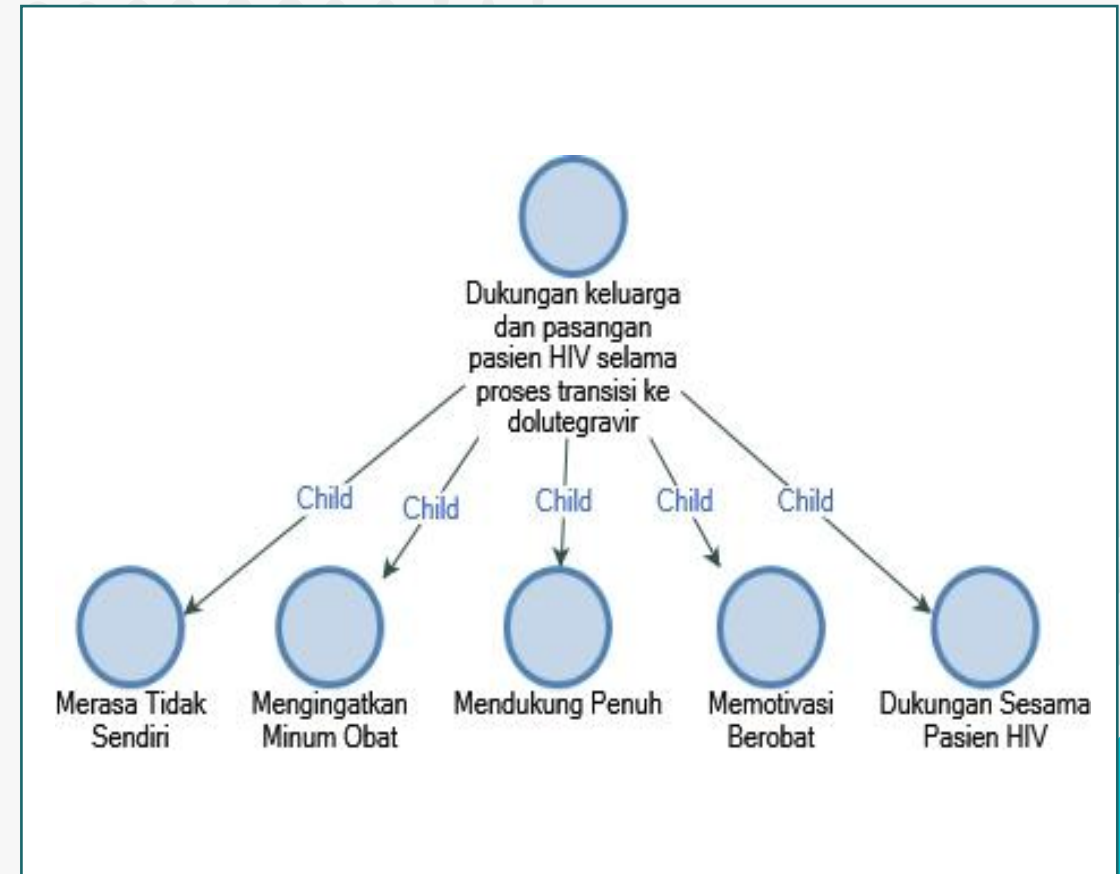 Dukungan keluarga
dan pasangan
pasien HIV selama
proses transisi ke
dolutegravir
Child
Child
Child
Child
Child
Merasa Tidak
Sendiri
Mengingatkan
Minum Obat
Mendukung Penuh
Memotivasi
Berobat
Dukungan Sesama
Pasien HIV